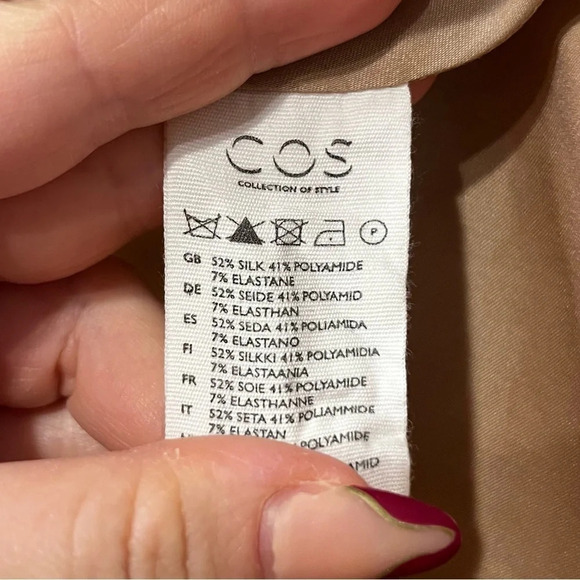 COS
COLLECTION OF STYLE
P
GB 52% SILK 41% POLYAMIDE
7% ELASTANE
DE 52% SEIDE 41% POLYAMID
7% ELASTHAN
ES 52% SEDA 41% POLIAMIDA
7% ELASTANO
FI 52% SILKKI 41% POLYAMIDIA
7% ELASTAANIA
FR 52% SOIE 41% POLYAMIDE
7% ELASTHANNE
IT 52% SETA 41% POLIAMMIDE
7% ELASTAN
POLYAMIDE